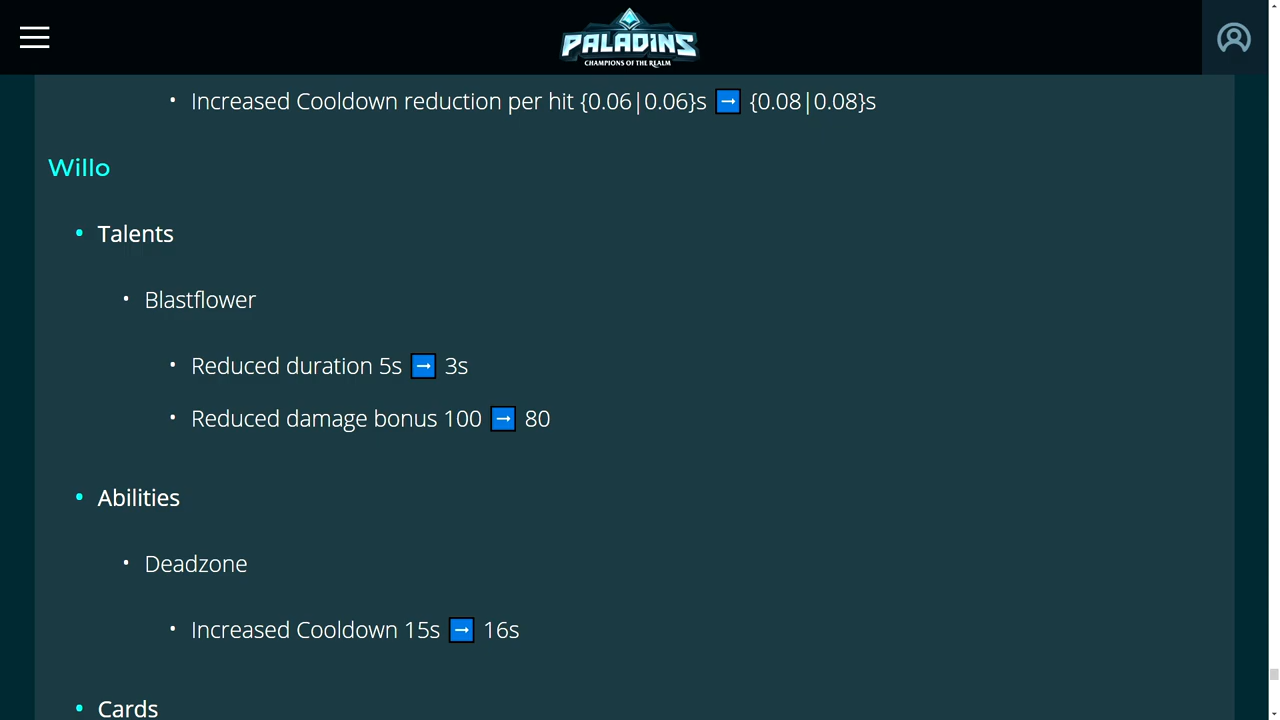 PALADINS
CHAMPIONS OF THE REALM
• Increased Cooldown reduction per hit {0.06|0.06}s ➡ {0.08|0.08}s
Willo
• Talents
• Blastflower
• Reduced duration 5s ➡ 3s
• Reduced damage bonus 100 ➡ 80
• Abilities
• Deadzone
• Increased Cooldown 15s ➡ 16s
• Cards